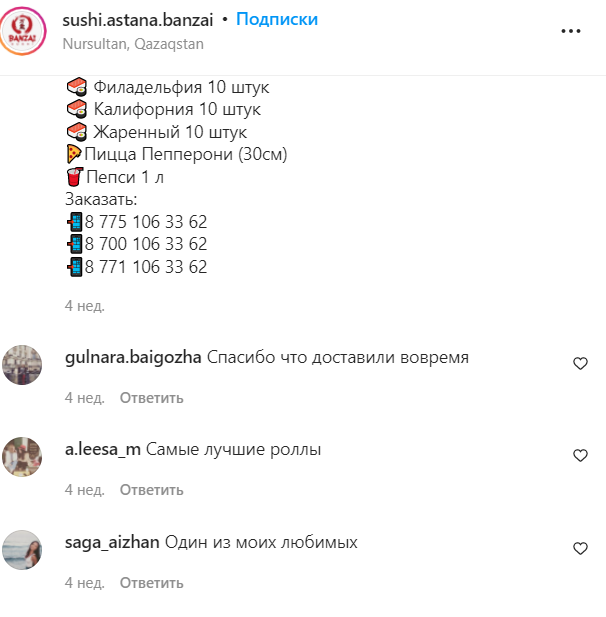 sushi.astana.banzai • Подписки
Nursultan, Qazaqstan
BANZAI
Филадельфия 10 штук
Калифорния 10 штук
Жаренный 10 штук
Пицца Пепперони (30см)
Пепси 1 л
Заказать:
8 775 106 33 62
8 700 106 33 62
8 771 106 33 62
4 нед.
gulnara.baigozha Спасибо что доставили вовремя
4 нед. Ответить
a.leesa_m Самые лучшие роллы
4 нед. Ответить
saga_aizhan Один из моих любимых
4 нед. Ответить